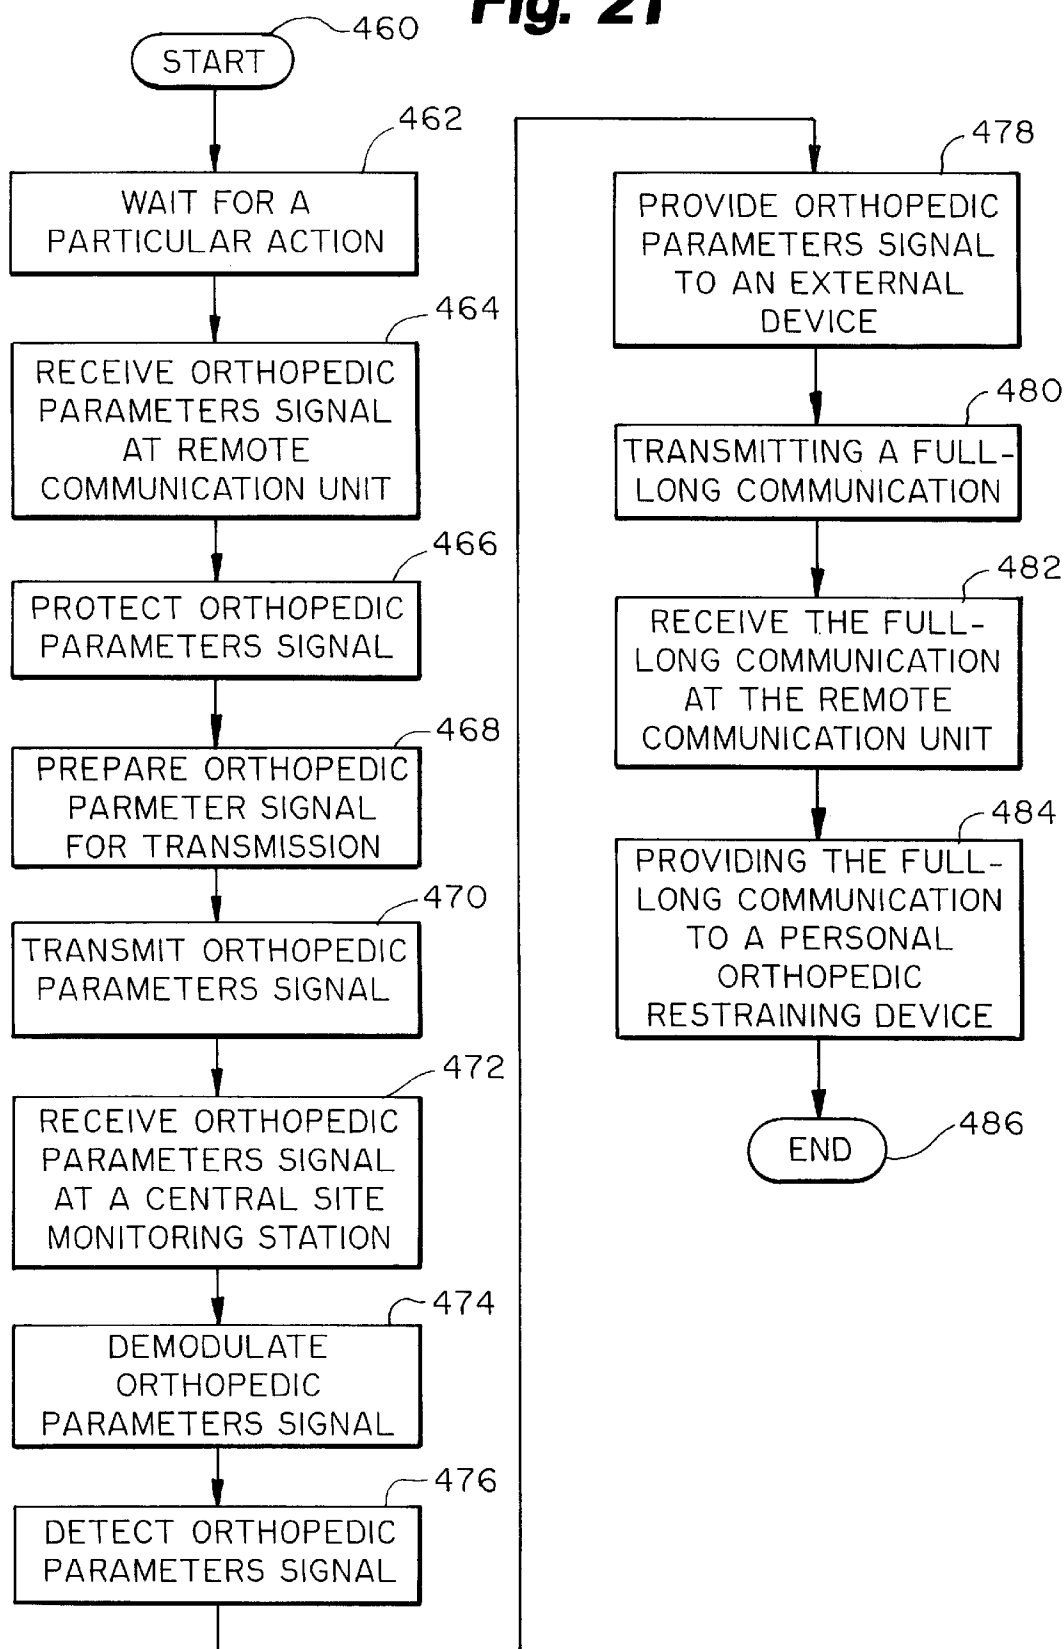 Fig. 21
460
START
462
WAIT FOR A
PARTICULAR ACTION
464
RECEIVE ORTHOPEDIC
PARAMETERS SIGNAL
AT REMOTE
COMMUNICATION UNIT
466
PROTECT ORTHOPEDIC
PARAMETERS SIGNAL
468
PREPARE ORTHOPEDIC
PARMETER SIGNAL
FOR TRANSMISSION
470
TRANSMIT ORTHOPEDIC
PARAMETERS SIGNAL
472
RECEIVE ORTHOPEDIC
PARAMETERS SIGNAL
AT A CENTRAL SITE
MONITORING STATION
474
DEMODULATE
ORTHOPEDIC
PARAMETERS SIGNAL
476
DETECT ORTHOPEDIC
PARAMETERS SIGNAL
478
PROVIDE ORTHOPEDIC
PARAMETERS SIGNAL
TO AN EXTERNAL
DEVICE
480
TRANSMITTING A FULL-
LONG COMMUNICATION
482
RECEIVE THE FULL-
LONG COMMUNICATION
AT THE REMOTE
COMMUNICATION UNIT
484
PROVIDING THE FULL-
LONG COMMUNICATION
TO A PERSONAL
ORTHOPEDIC
RESTRAINING DEVICE
END
486